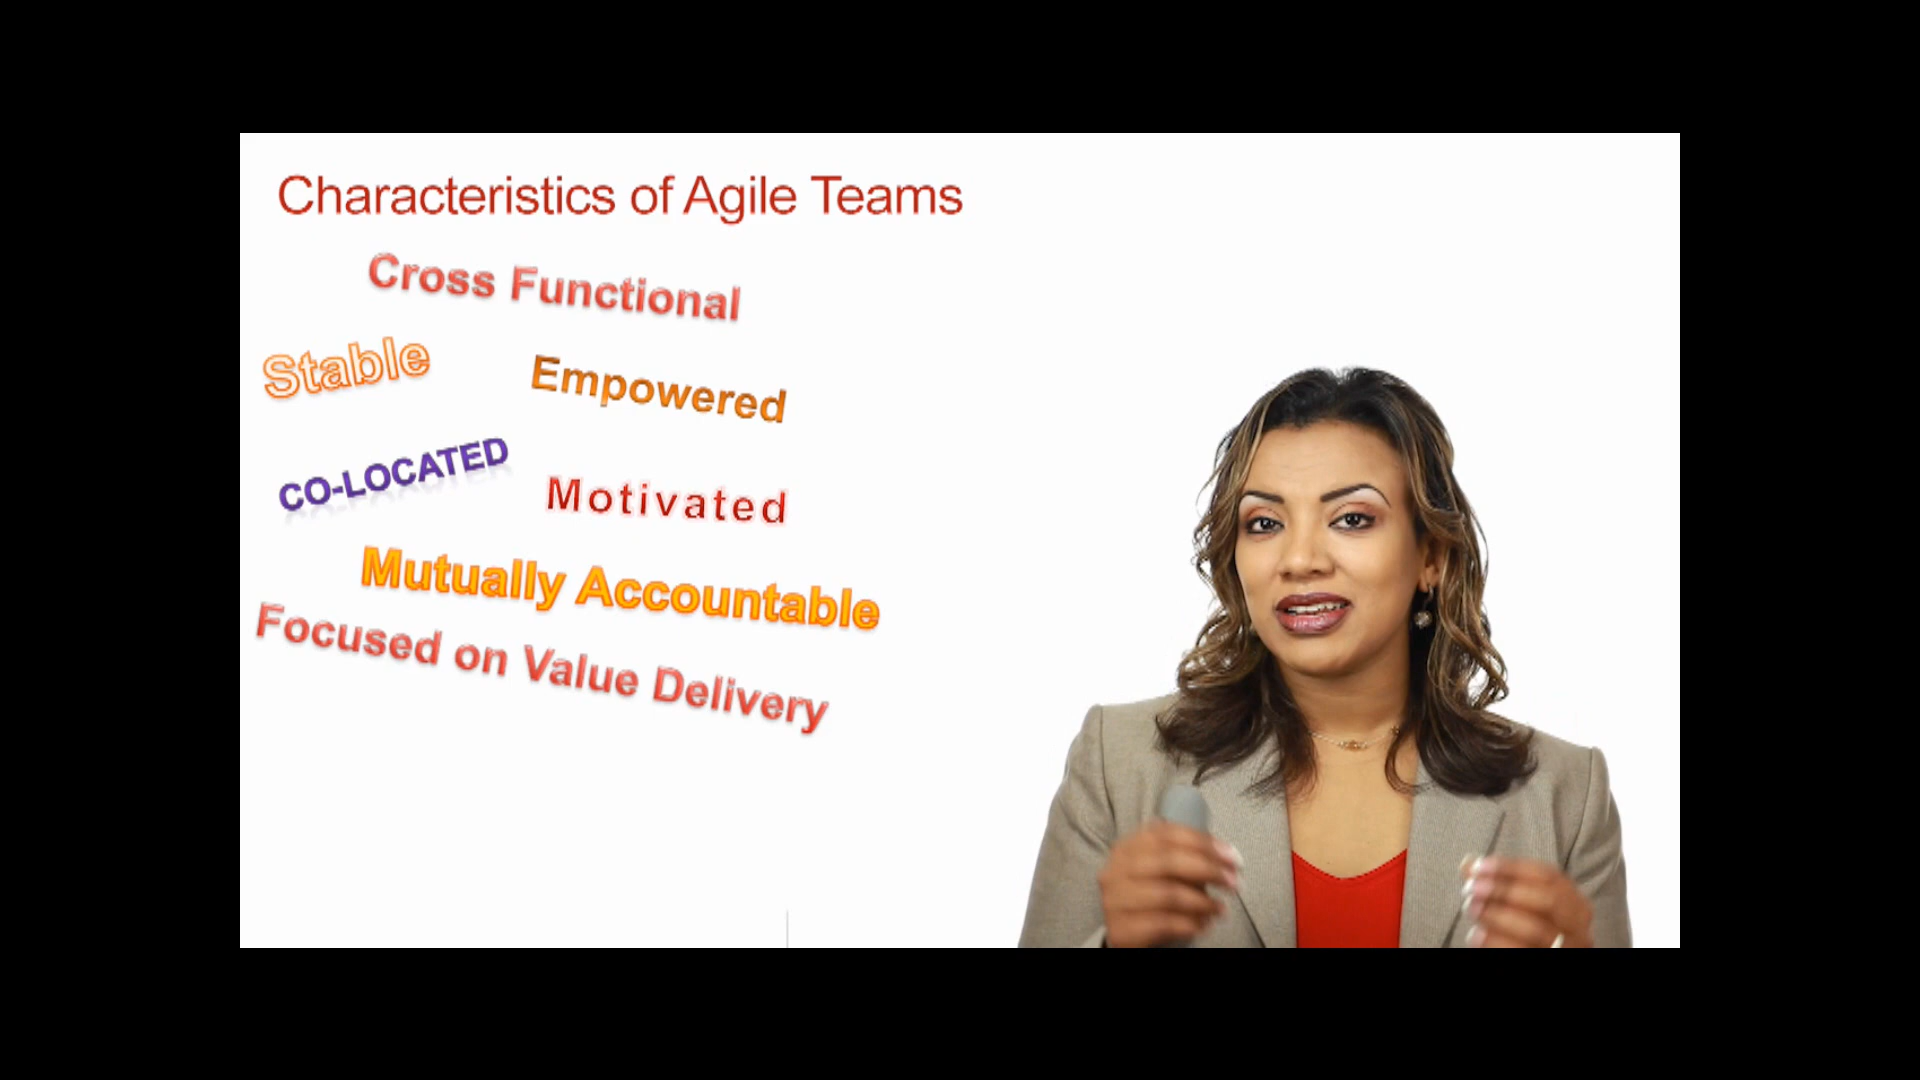 Characteristics of Agile Teams
Cross Functional
Stable
Empowered
CO-LOCATED
Motivated
Mutually Accountable
Focused on Value Delivery